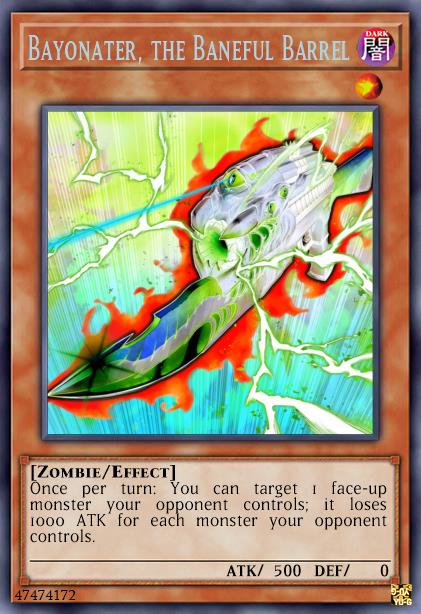 Bayonater, the Baneful Barrel
DARK
闇
[Zombie/Effect]
Once per turn: You can target 1 face-up
monster your opponent controls; it loses
1000 ATK for each monster your opponent
controls.
ATK/ 500 DEF/ 0
47474172